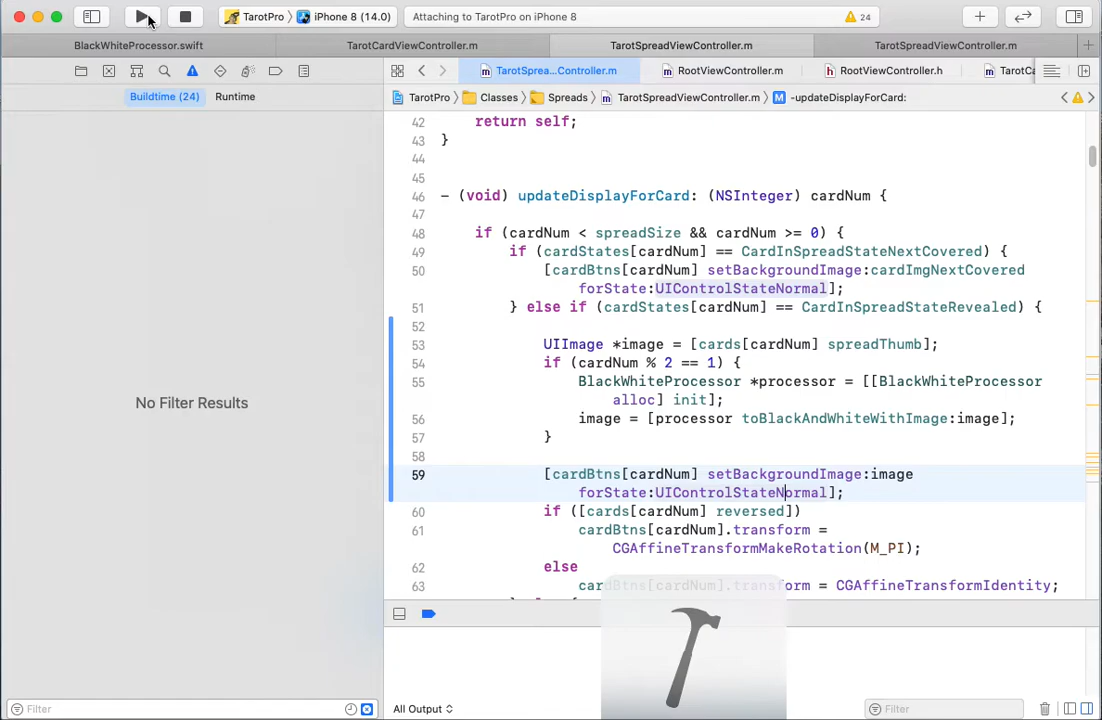 TarotPro iPhone 8 (14.0) Attaching to TarotPro on iPhone 8 24
BlackWhiteProcessor.swift TarotCardViewController.m TarotSpreadViewController.m TarotSpreadViewController.m
TarotSprea...Controller.m RootViewController.m RootViewController.h TarotCa
Buildtime (24) Runtime
TarotPro Classes Spreads TarotSpreadViewController.m M -updateDisplayForCard:
No Filter Results
42 return self;
43 }
44
45
46 - (void) updateDisplayForCard: (NSInteger) cardNum {
47
48 if (cardNum < spreadSize && cardNum >= 0) {
49 if (cardStates[cardNum] == CardInSpreadStateNextCovered) {
50 [cardBtns[cardNum] setBackgroundImage:cardImgNextCovered
forState:UIControlStateNormal];
51 } else if (cardStates[cardNum] == CardInSpreadStateRevealed) {
52
53 UIImage *image = [cards[cardNum] spreadThumb];
54 if (cardNum % 2 == 1) {
55 BlackWhiteProcessor *processor = [[BlackWhiteProcessor
alloc] init];
56 image = [processor toBlackAndWhiteWithImage:image];
57 }
58
59 [cardBtns[cardNum] setBackgroundImage:image
forState:UIControlStateNormal];
60 if ([cards[cardNum] reversed])
61 cardBtns[cardNum].transform =
CGAffineTransformMakeRotation(M_PI);
62 else
63 cardBtns[cardNum].transform = CGAffineTransformIdentity;
Filter All Output Filter